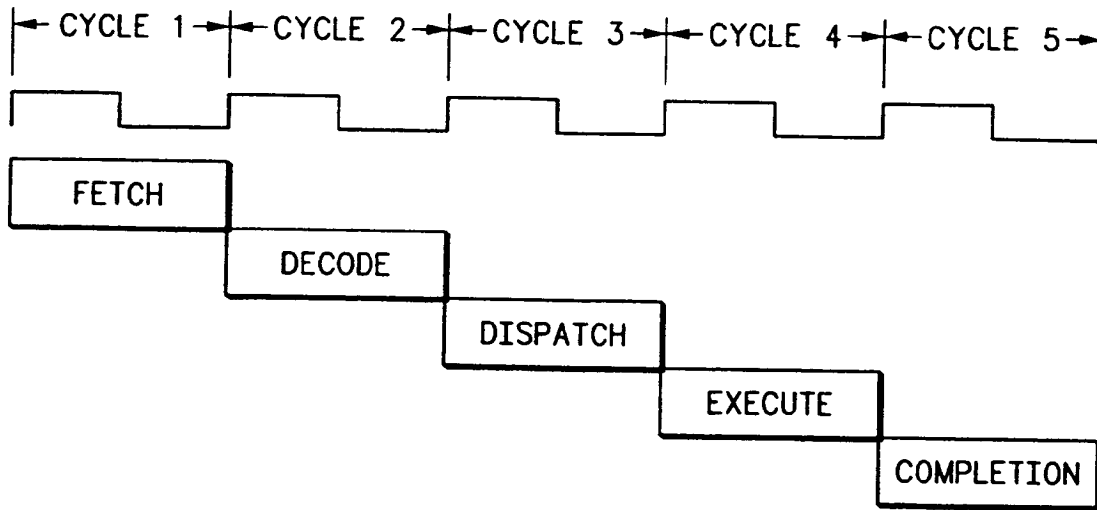 CYCLE 1 CYCLE 2 CYCLE 3 CYCLE 4 CYCLE 5
FETCH
DECODE
DISPATCH
EXECUTE
COMPLETION